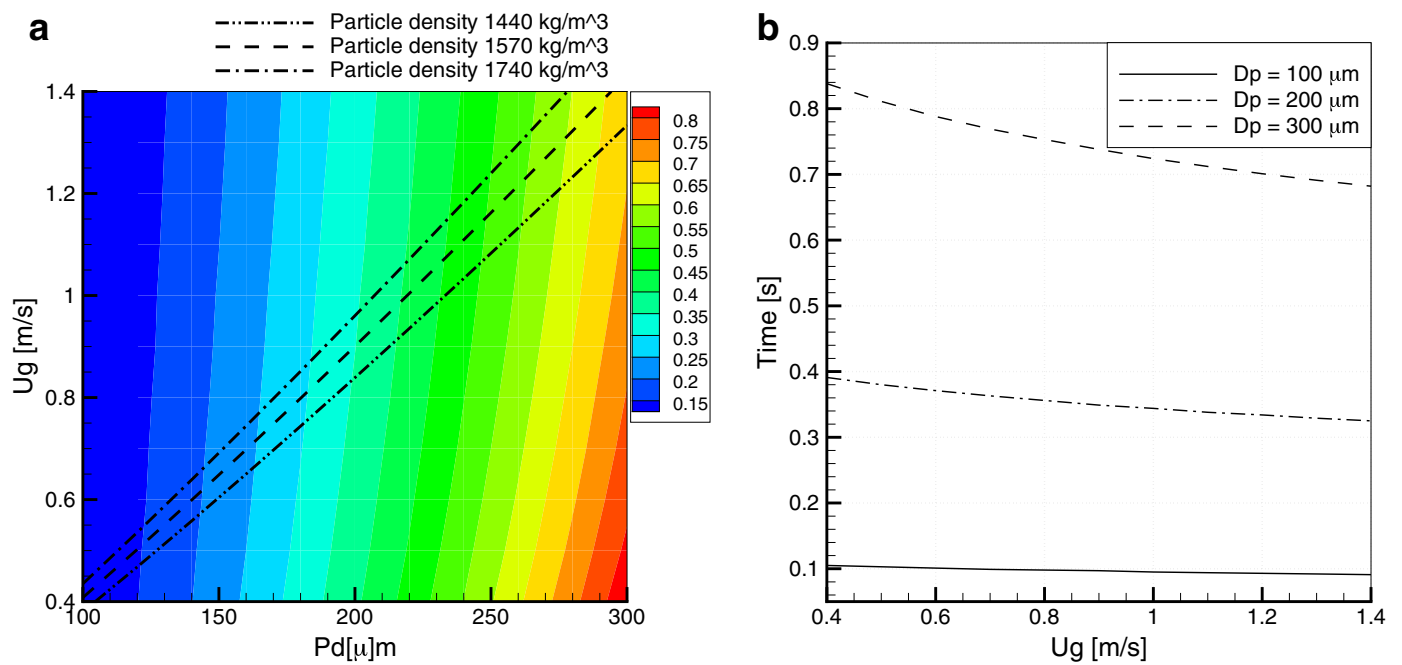 a
Particle density 1440 kg/m^3
Particle density 1570 kg/m^3
Particle density 1740 kg/m^3
1.4
1.2
1
0.8
0.6
0.4
Ug [m/s]
100 150 200 250 300
Pd[μ]m
0.8
0.75
0.7
0.65
0.6
0.55
0.5
0.45
0.4
0.35
0.3
0.25
0.2
0.15
b
0.9
0.8
0.7
0.6
0.5
0.4
0.3
0.2
0.1
Time [s]
Dp = 100 μm
Dp = 200 μm
Dp = 300 μm
0.4 0.6 0.8 1 1.2 1.4
Ug [m/s]